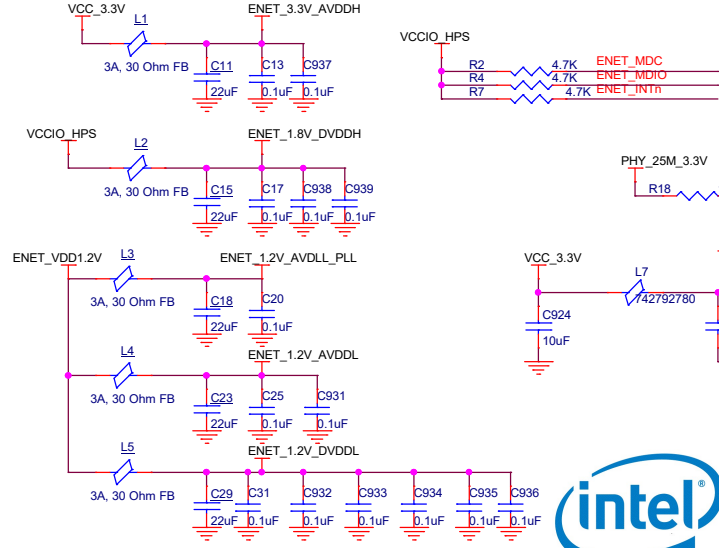 VCC_3.3V
L1
ENET_3.3V_AVDDH
3A, 30 Ohm FB
C11
C13
C937
22uF
0.1uF
0.1uF
VCCIO_HPS
R2
4.7K
ENET_MDC
R4
4.7K
ENET_MDIO
R7
4.7K
ENET_INTn
VCCIO_HPS
L2
ENET_1.8V_DVDDH
3A, 30 Ohm FB
C15
C17
C938
C939
22uF
0.1uF
0.1uF
0.1uF
PHY_25M_3.3V
R18
ENET_VDD1.2V
L3
ENET_1.2V_AVDLL_PLL
3A, 30 Ohm FB
C18
C20
22uF
0.1uF
VCC_3.3V
L7
742792780
C924
10uF
L4
ENET_1.2V_AVDDL
3A, 30 Ohm FB
C23
C25
C931
22uF
0.1uF
0.1uF
L5
ENET_1.2V_DVDDL
3A, 30 Ohm FB
C29
C31
C932
C933
C934
C935
C936
22uF
0.1uF
0.1uF
0.1uF
0.1uF
0.1uF
0.1uF
intel®